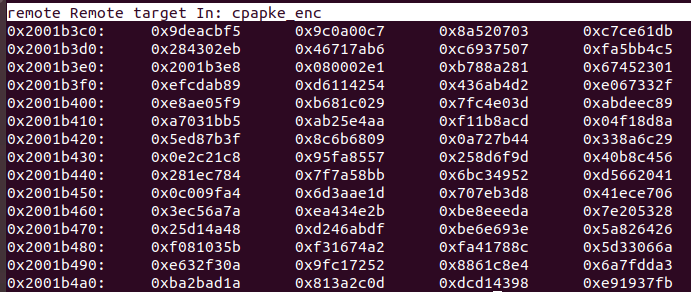 remote Remote target In: cpapke_enc
0x2001b3c0: 0x9deacbf5 0x9c0a00c7 0x8a520703 0xc7ce61db
0x2001b3d0: 0x284302eb 0x46717ab6 0xc6937507 0xfa5bb4c5
0x2001b3e0: 0x2001b3e8 0x080002e1 0xb788a281 0x67452301
0x2001b3f0: 0xefcdab89 0xd6114254 0x436ab4d2 0xe067332f
0x2001b400: 0xe8ae05f9 0xb681c029 0x7fc4e03d 0xabdeec89
0x2001b410: 0xa7031bb5 0xab25e4aa 0xf11b8acd 0x04f18d8a
0x2001b420: 0x5ed87b3f 0x8c6b6809 0x0a727b44 0x338a6c29
0x2001b430: 0x0e2c21c8 0x95fa8557 0x258d6f9d 0x40b8c456
0x2001b440: 0x281ec784 0x7f7a58bb 0x6bc34952 0xd5662041
0x2001b450: 0x0c009fa4 0x6d3aae1d 0x707eb3d8 0x41ece706
0x2001b460: 0x3ec56a7a 0xea434e2b 0xbe8eeeda 0x7e205328
0x2001b470: 0x25d14a48 0xd246abdf 0xbe6e693e 0x5a826426
0x2001b480: 0xf081035b 0xf31674a2 0xfa41788c 0x5d33066a
0x2001b490: 0xe632f30a 0x9fc17252 0x8861c8e4 0x6a7fdda3
0x2001b4a0: 0xba2bad1a 0x813a2c0d 0xdcd14398 0xe91937fb